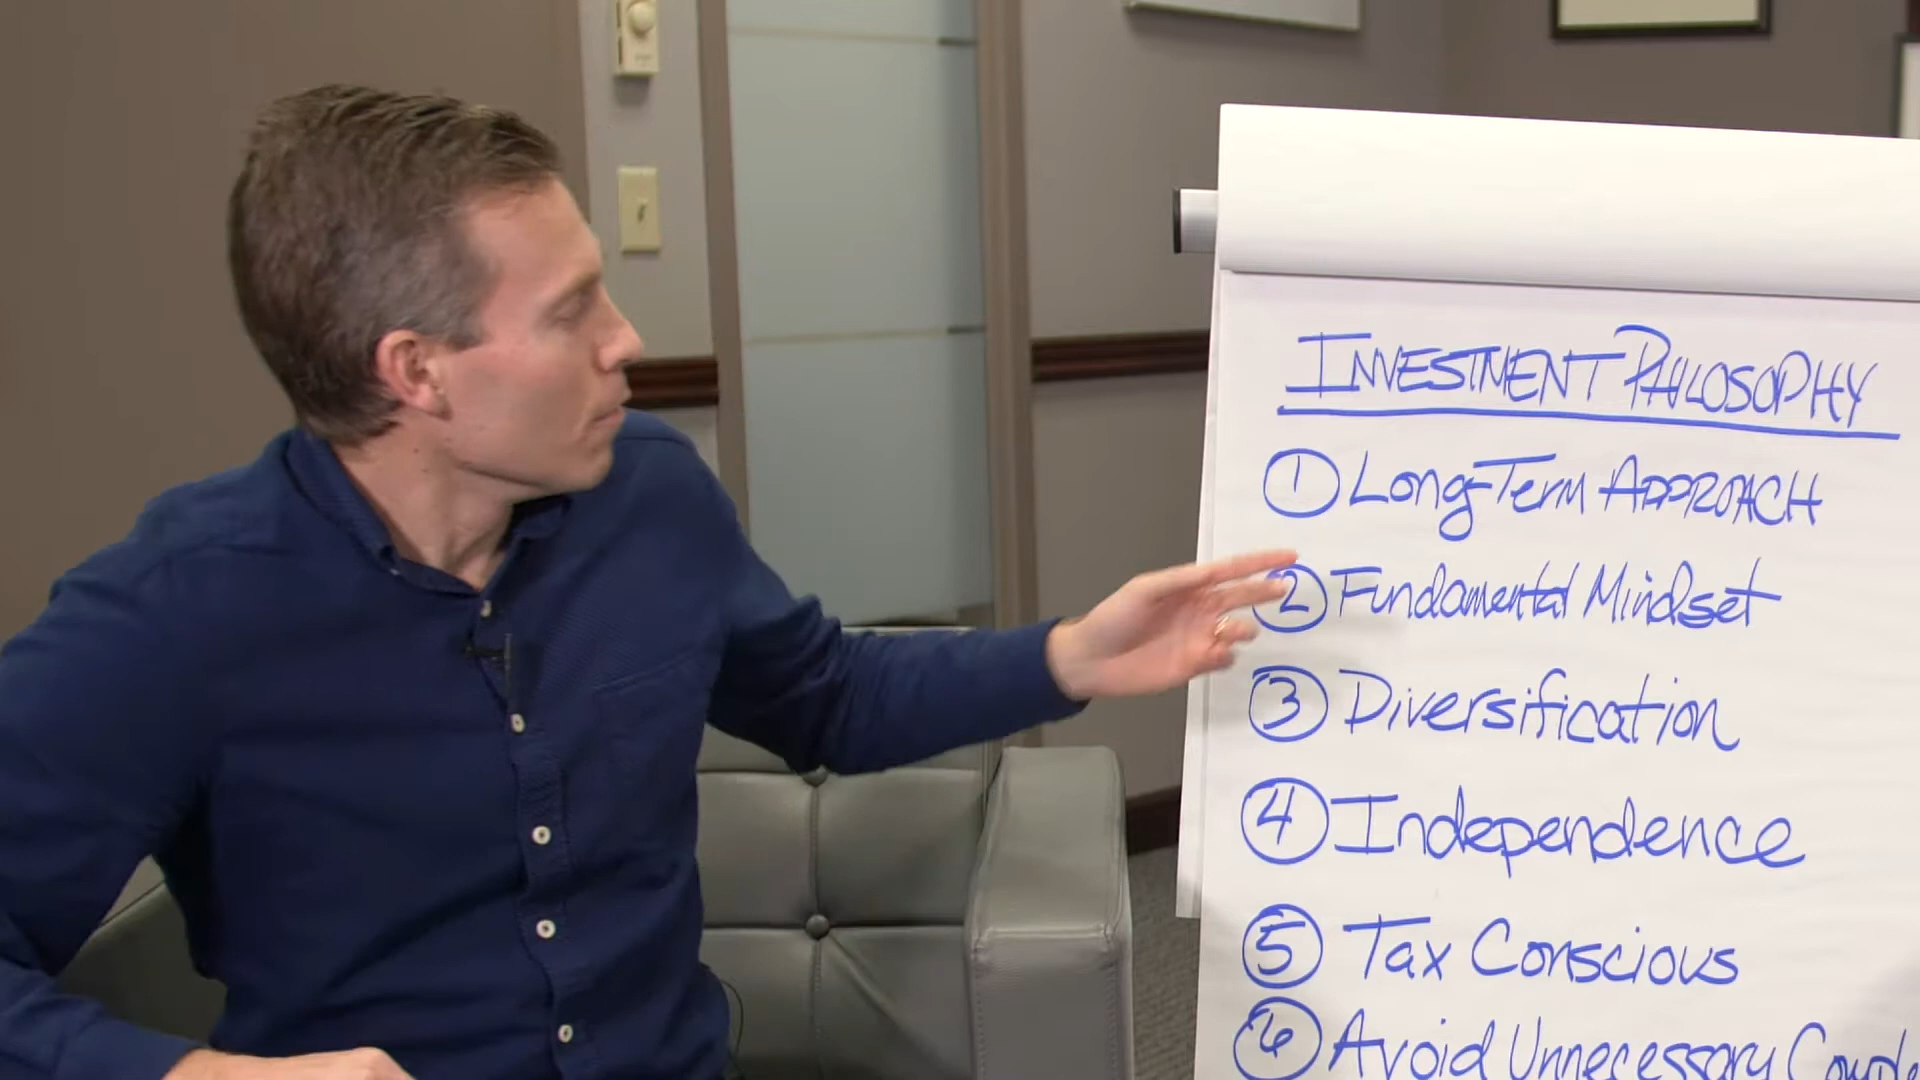 INVESTMENT PHILOSOPHY
1 Long-Term APPROACH
2 Fundamental Mindset
3 Diversification
4 Independence
5 Tax Conscious
6 Avoid Unnecessary